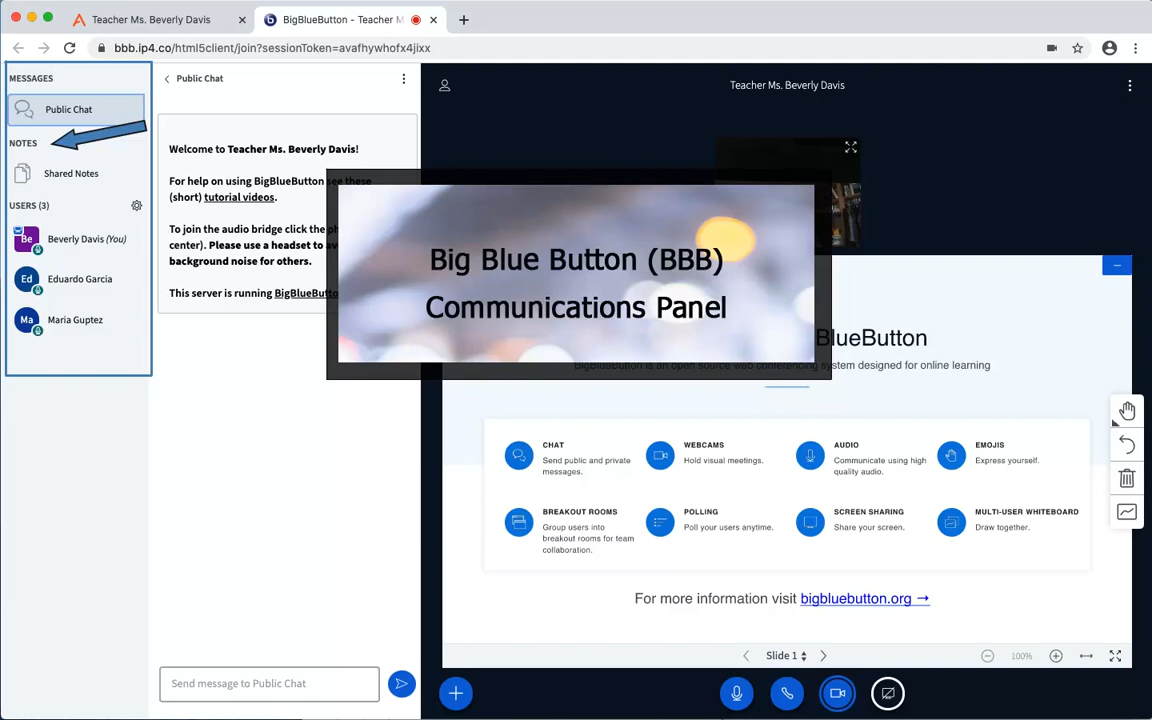 Teacher Ms. Beverly Davis
BigBlueButton - Teacher M
bbb.ip4.co/html5client/join?sessionToken=avafhywhofx4jixx
MESSAGES
Public Chat
NOTES
Shared Notes
USERS (3)
Be
Beverly Davis (You)
Ed
Eduardo Garcia
Ma
Maria Guptez
Public Chat
Welcome to Teacher Ms. Beverly Davis!
For help on using BigBlueButton see these
(short) tutorial videos.
To join the audio bridge click the ph
center). Please use a headset to av
background noise for others.
This server is running BigBlueButto
Send message to Public Chat
Teacher Ms. Beverly Davis
Big Blue Button (BBB)
Communications Panel
BlueButton
BigBlueButton is an open source web conferencing system designed for online learning
CHAT
Send public and private
messages.
WEBCAMS
Hold visual meetings.
AUDIO
Communicate using high
quality audio.
EMOJIS
Express yourself.
BREAKOUT ROOMS
Group users into
breakout rooms for team
collaboration.
POLLING
Poll your users anytime.
SCREEN SHARING
Share your screen.
MULTI-USER WHITEBOARD
Draw together.
For more information visit bigbluebutton.org →
Slide 1
100%